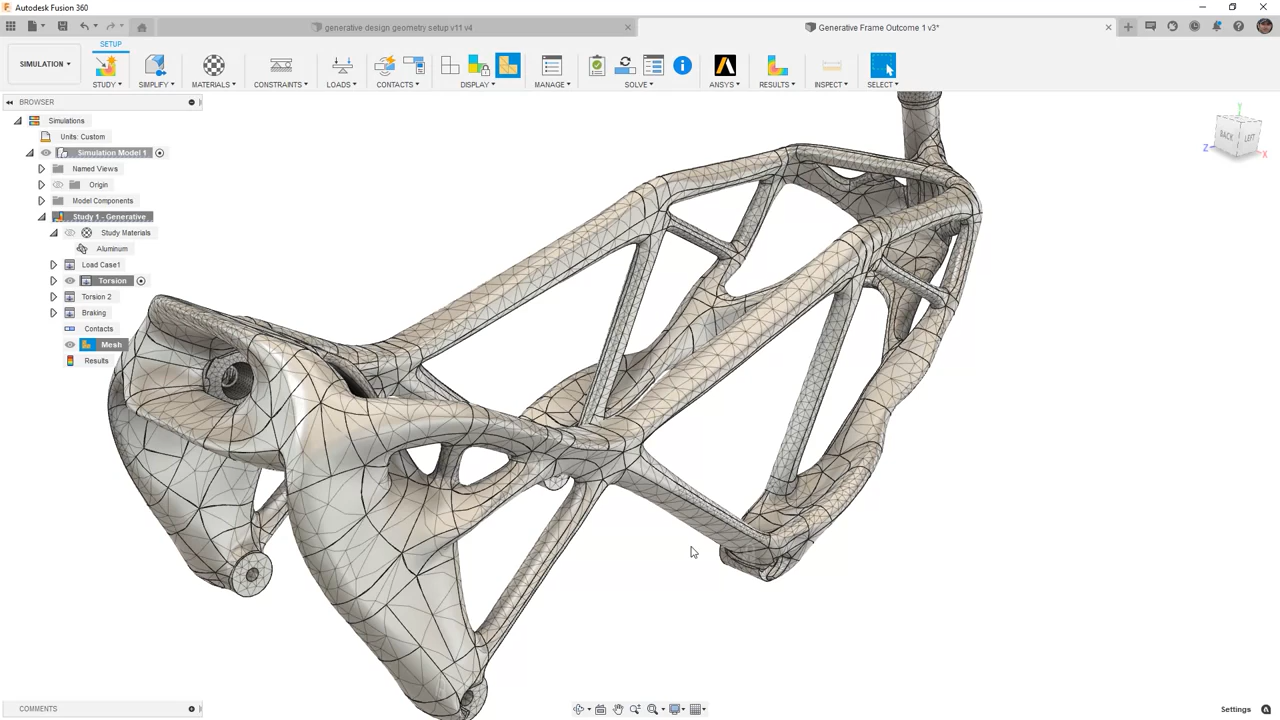 Autodesk Fusion 360
generative design geometry setup v11 v4
Generative Frame Outcome 1 v3*
SETUP
SIMULATION
STUDY
SIMPLIFY
MATERIALS
CONSTRAINTS
LOADS
CONTACTS
DISPLAY
MANAGE
SOLVE
ANSYS
RESULTS
INSPECT
SELECT
BROWSER
Simulations
Units: Custom
Simulation Model 1
Named Views
Origin
Model Components
Study 1 - Generative
Study Materials
Aluminum
Load Case1
Torsion
Torsion 2
Braking
Contacts
Mesh
Results
BACK
LEFT
Y
Z
X
COMMENTS
Settings